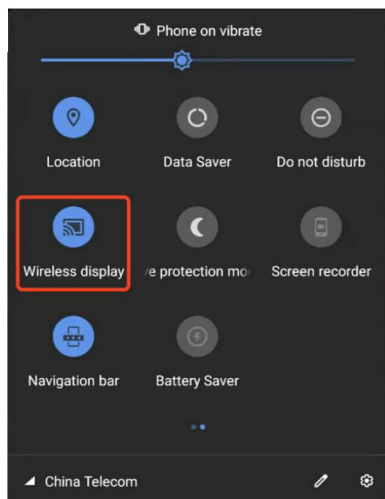 Phone on vibrate
Location
Data Saver
Do not disturb
Wireless display
e protection mo
Screen recorder
Navigation bar
Battery Saver
China Telecom